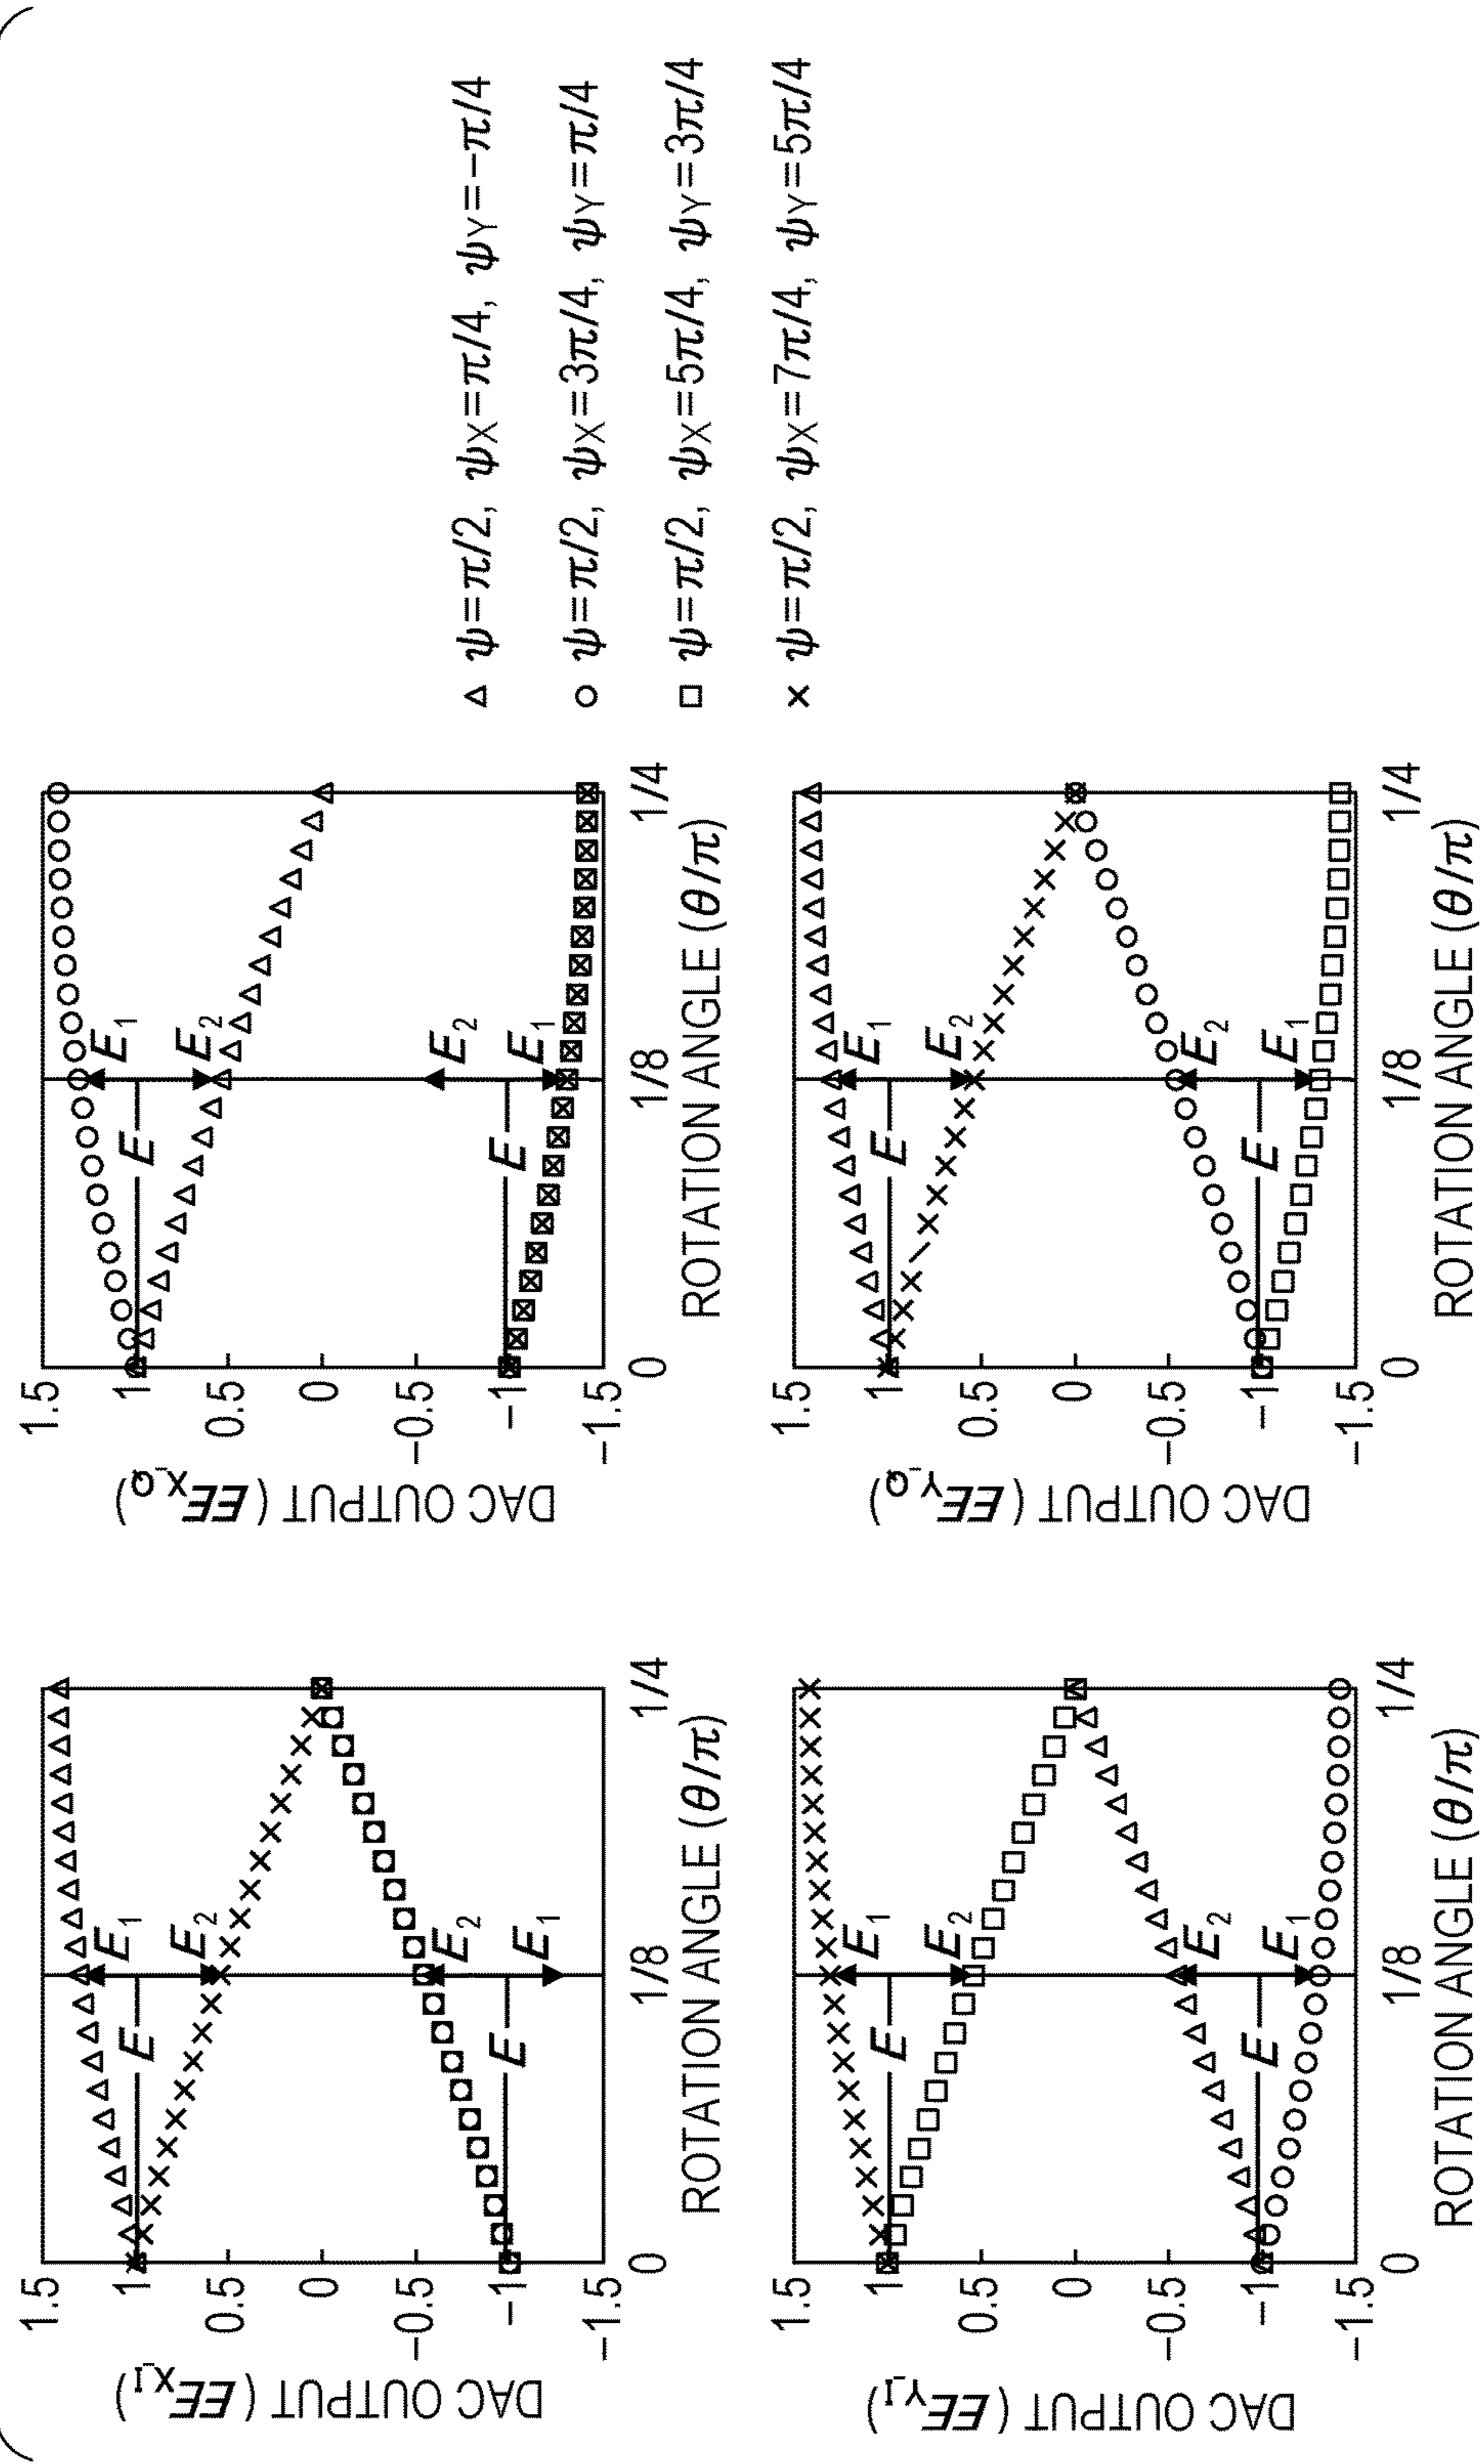 DAC OUTPUT (EEX_I)
1.5
1
0.5
0
−0.5
−1
−1.5
E
E1
E2
E
E2
E1
0
1/8
1/4
ROTATION ANGLE (θ/π)
DAC OUTPUT (EEX_Q)
1.5
1
0.5
0
−0.5
−1
−1.5
E
E1
E2
E
E2
E1
0
1/8
1/4
ROTATION ANGLE (θ/π)
DAC OUTPUT (EEY_I)
1.5
1
0.5
0
−0.5
−1
−1.5
E
E1
E2
E
E2
E1
0
1/8
1/4
ROTATION ANGLE (θ/π)
DAC OUTPUT (EEY_Q)
1.5
1
0.5
0
−0.5
−1
−1.5
E
E1
E2
E
E2
E1
0
1/8
1/4
ROTATION ANGLE (θ/π)
△ ψ=π/2, ψX=π/4, ψY=−π/4
○ ψ=π/2, ψX=3π/4, ψY=π/4
□ ψ=π/2, ψX=5π/4, ψY=3π/4
× ψ=π/2, ψX=7π/4, ψY=5π/4